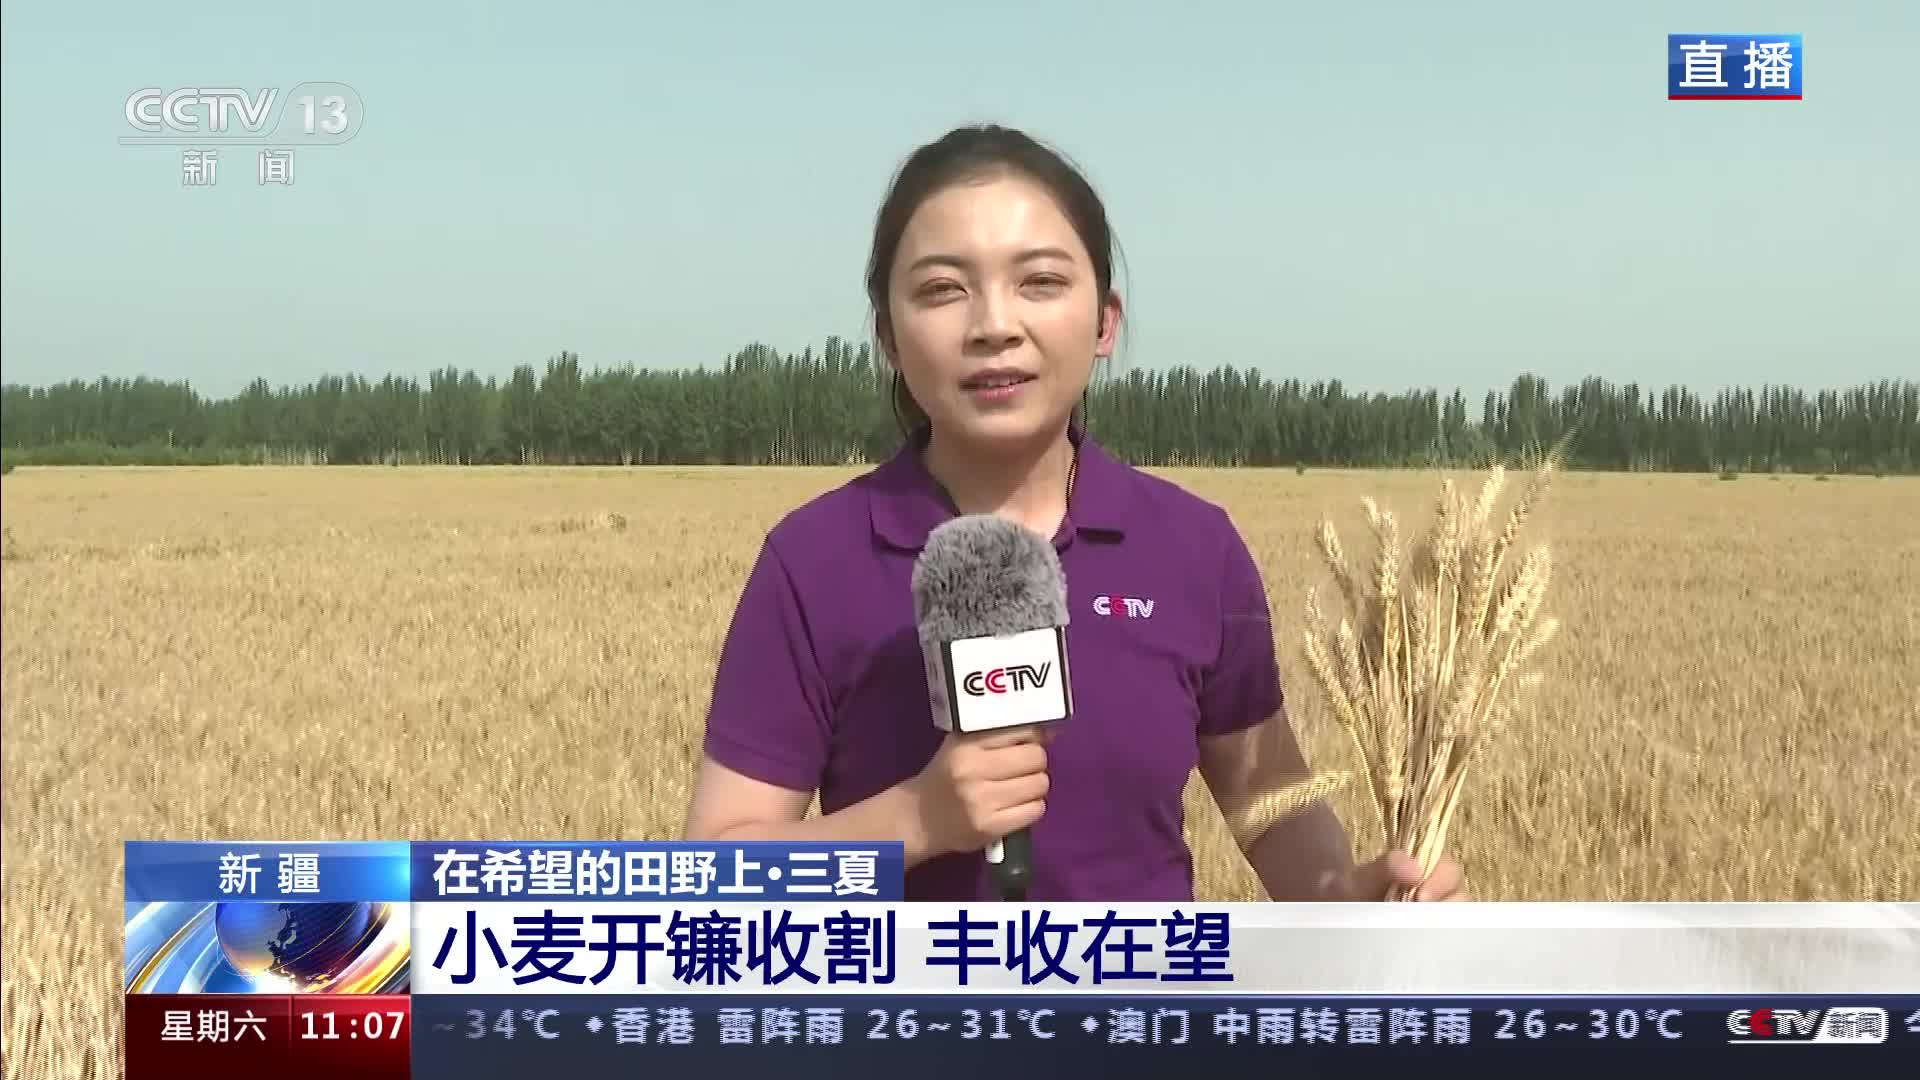 CCTV 13
新闻
直播
CCTV
CCTV
新疆
在希望的田野上·三夏
小麦开镰收割 丰收在望
星期六 11:07
~34℃ ◆香港 雷阵雨 26~31℃ ◆澳门 中雨转雷阵雨 26~30℃
CCTV新闻